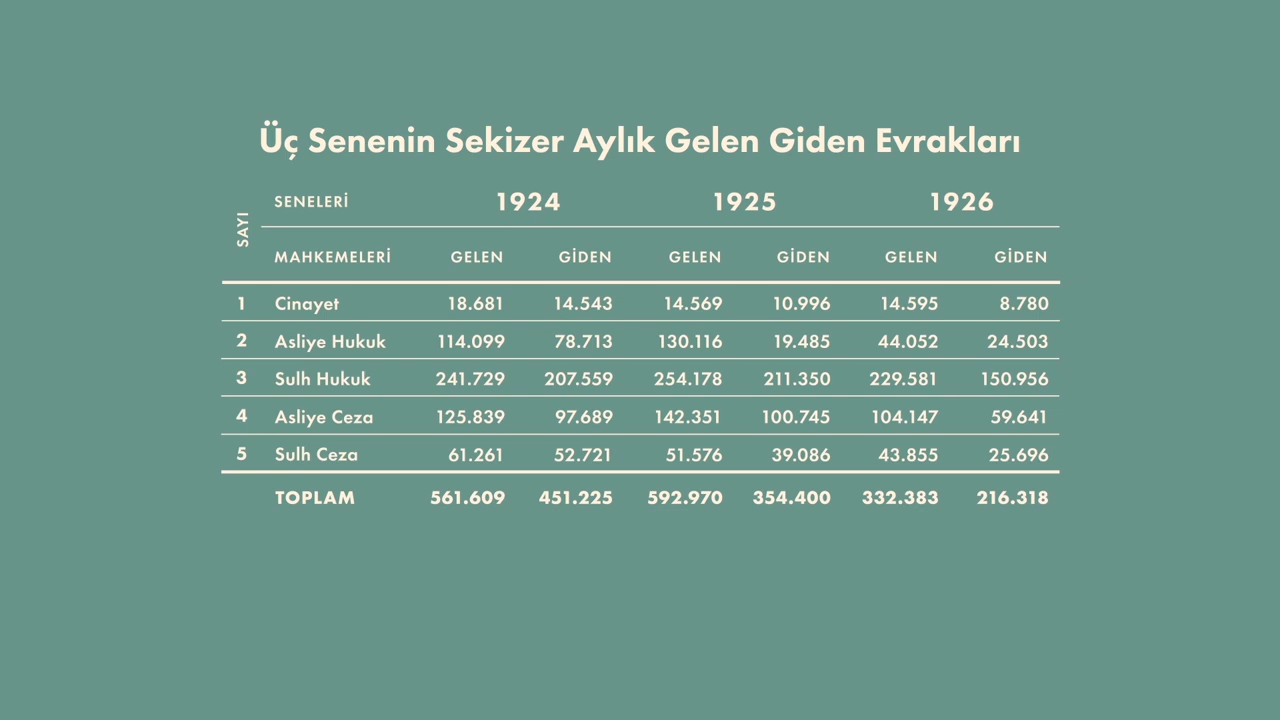 Üç Senenin Sekizer Aylık Gelen Giden Evrakları
SAYI
SENELERİ 1924 1925 1926
MAHKEMELERİ GELEN GİDEN GELEN GİDEN GELEN GİDEN
1 Cinayet 18.681 14.543 14.569 10.996 14.595 8.780
2 Asliye Hukuk 114.099 78.713 130.116 19.485 44.052 24.503
3 Sulh Hukuk 241.729 207.559 254.178 211.350 229.581 150.956
4 Asliye Ceza 125.839 97.689 142.351 100.745 104.147 59.641
5 Sulh Ceza 61.261 52.721 51.576 39.086 43.855 25.696
TOPLAM 561.609 451.225 592.970 354.400 332.383 216.318